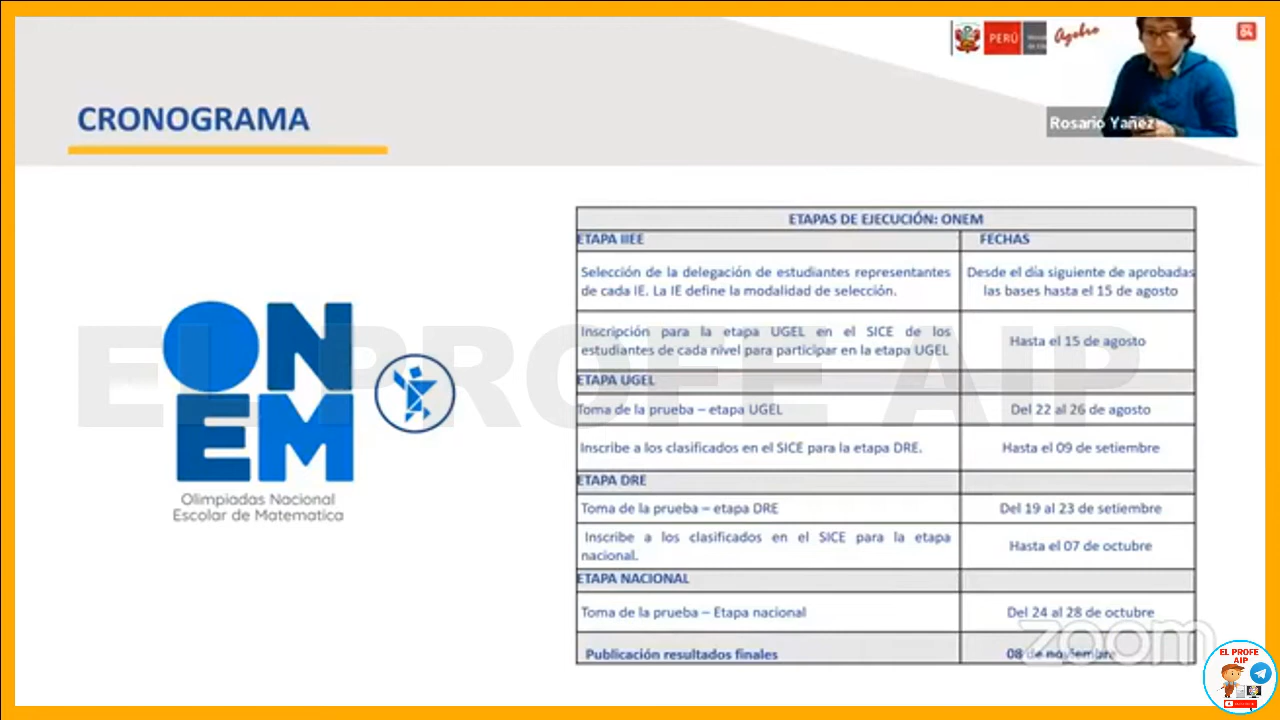 PERÚ
CRONOGRAMA
Rosario Yañez
ETAPAS DE EJECUCIÓN: ONEM
ETAPA IIEE FECHAS
Selección de la delegación de estudiantes representantes
de cada IE. La IE define la modalidad de selección.
Desde el día siguiente de aprobadas
las bases hasta el 15 de agosto
Inscripción para la etapa UGEL en el SICE de los
estudiantes de cada nivel para participar en la etapa UGEL
Hasta el 15 de agosto
ETAPA UGEL
Toma de la prueba – etapa UGEL Del 22 al 26 de agosto
Inscribe a los clasificados en el SICE para la etapa DRE. Hasta el 09 de setiembre
ETAPA DRE
Toma de la prueba – etapa DRE Del 19 al 23 de setiembre
Inscribe a los clasificados en el SICE para la etapa
nacional.
Hasta el 07 de octubre
ETAPA NACIONAL
Toma de la prueba – Etapa nacional Del 24 al 28 de octubre
Publicación resultados finales 08 de noviembre
ON
EM
Olimpiadas Nacional
Escolar de Matematica
EL PROFE AIP
zoom
EL PROFE
AIP